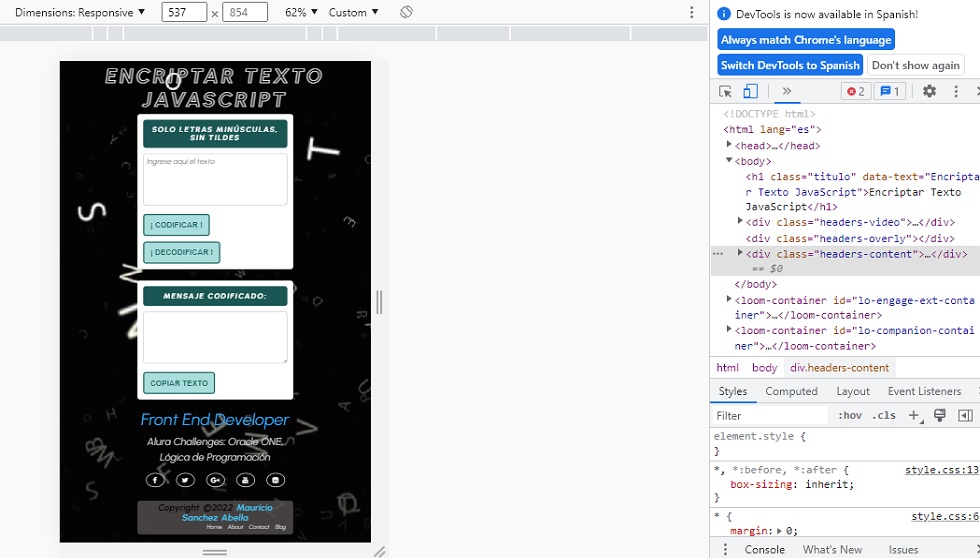 Dimensions: Responsive ▼ 537 × 854 62% ▼ Custom ▼
DevTools is now available in Spanish!
Always match Chrome's language
Switch DevTools to Spanish Don't show again
» 2 1
ENCRIPTAR TEXTO
JAVASCRIPT
SOLO LETRAS MINÚSCULAS,
SIN TILDES
Ingrese aqui el texto
¡ CODIFICAR !
¡ DECODIFICAR !
MENSAJE CODIFICADO:
COPIAR TEXTO
Front End Developer
Alura Challenges: Oracle ONE,
Lógica de Programación
Copyright ©2022 Mauricio
Sanchez Abella
Home About Contact Blog
<!DOCTYPE html>
<html lang="es">
<head>…</head>
<body>
<h1 class="titulo" data-text="Encripta
r Texto JavaScript">Encriptar Texto
JavaScript</h1>
<div class="headers-video">…</div>
<div class="headers-overly"></div>
<div class="headers-content">…</div>
== $0
</body>
<loom-container id="lo-engage-ext-conta
iner">…</loom-container>
<loom-container id="lo-companion-contai
ner">…</loom-container>
html body div.headers-content
Styles Computed Layout Event Listeners
Filter :hov .cls +
element.style {
}
*, *:before, *:after { style.css:13
box-sizing: inherit;
}
* { style.css:6
margin: 0;
Console What's New Issues